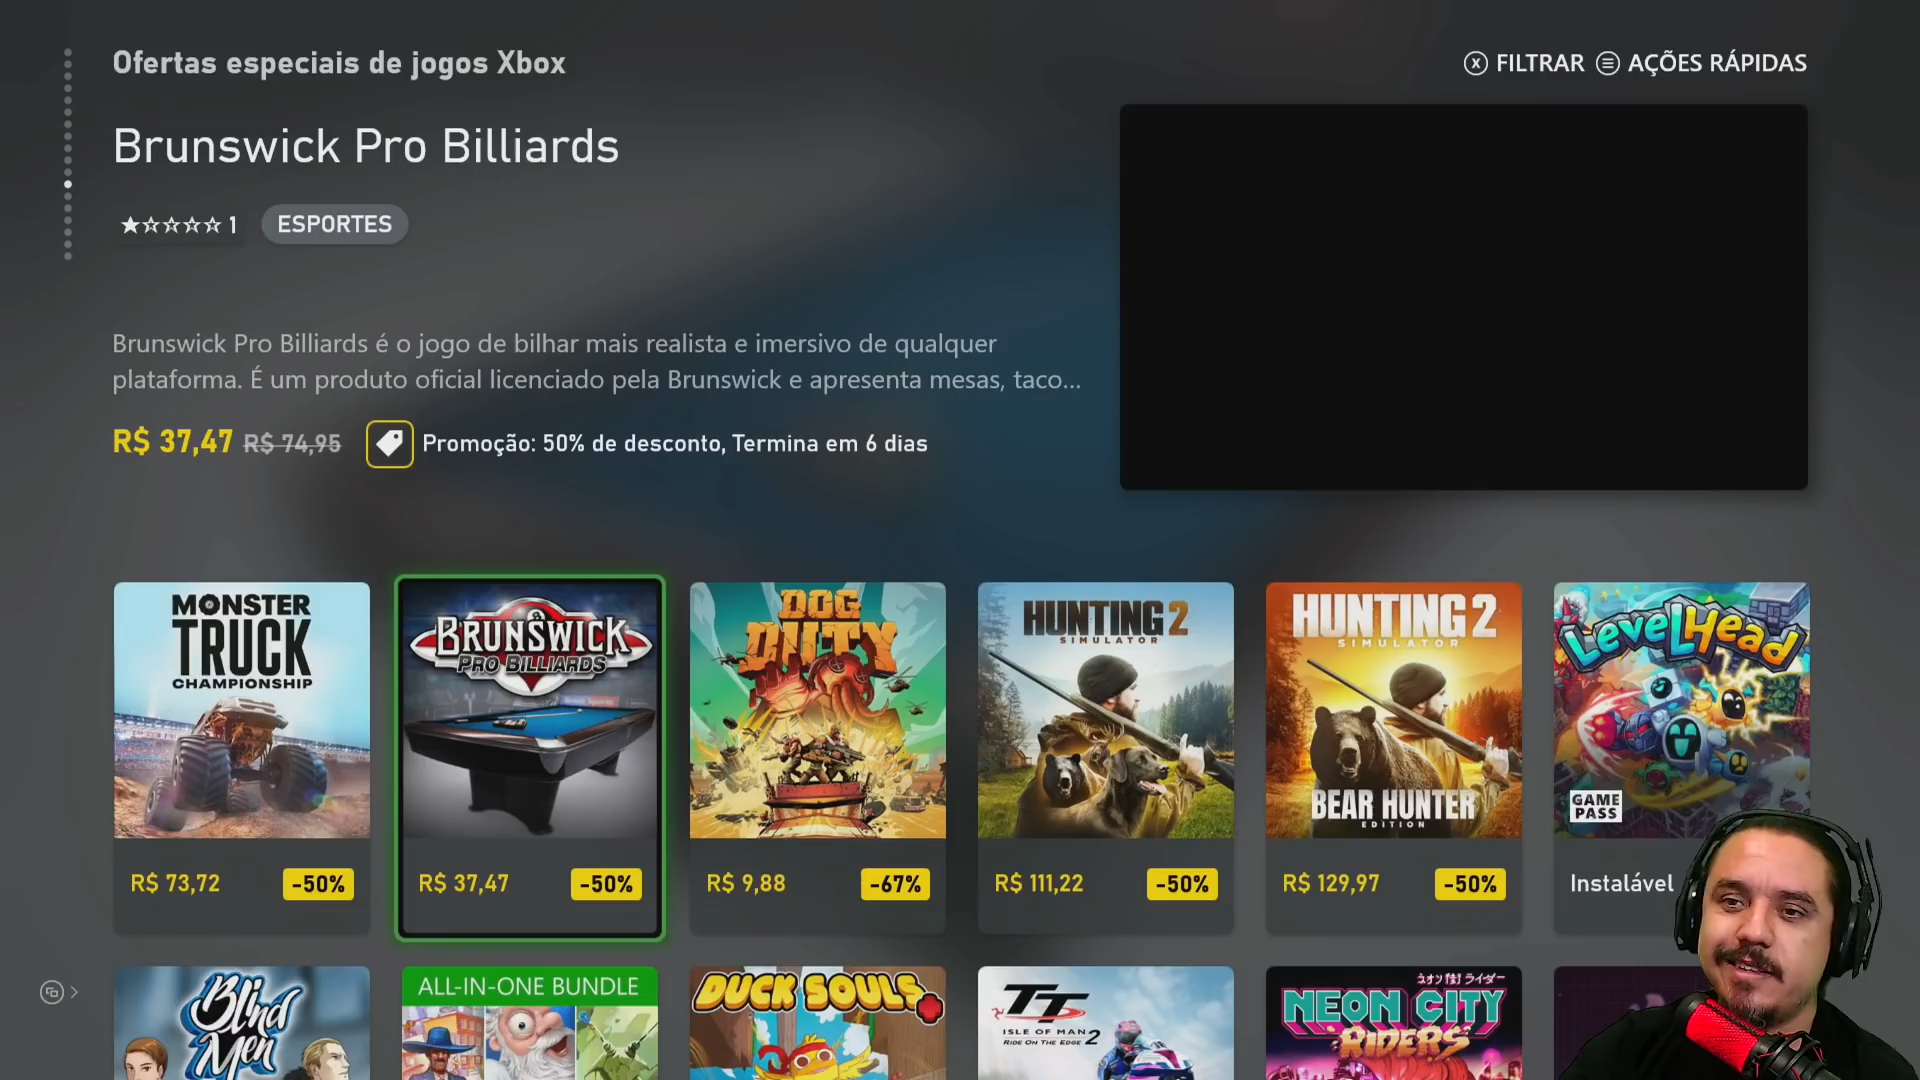 Ofertas especiais de jogos Xbox
X FILTRAR AÇÕES RÁPIDAS
Brunswick Pro Billiards
1 ESPORTES
Brunswick Pro Billiards é o jogo de bilhar mais realista e imersivo de qualquer
plataforma. É um produto oficial licenciado pela Brunswick e apresenta mesas, taco...
R$ 37,47 R$ 74,95 Promoção: 50% de desconto, Termina em 6 dias
MONSTER
TRUCK
CHAMPIONSHIP
R$ 73,72 -50%
BRUNSWICK
PRO BILLIARDS
R$ 37,47 -50%
DOG
DUTY
R$ 9,88 -67%
HUNTING 2
SIMULATOR
R$ 111,22 -50%
HUNTING 2
SIMULATOR
BEAR HUNTER
EDITION
R$ 129,97 -50%
LEVELHEAD
GAME
PASS
Instalável
Blind
Men
ALL-IN-ONE BUNDLE
DUCK SOULS
TT
ISLE OF MAN 2
RIDE ON THE EDGE
NEON CITY
RIDERS